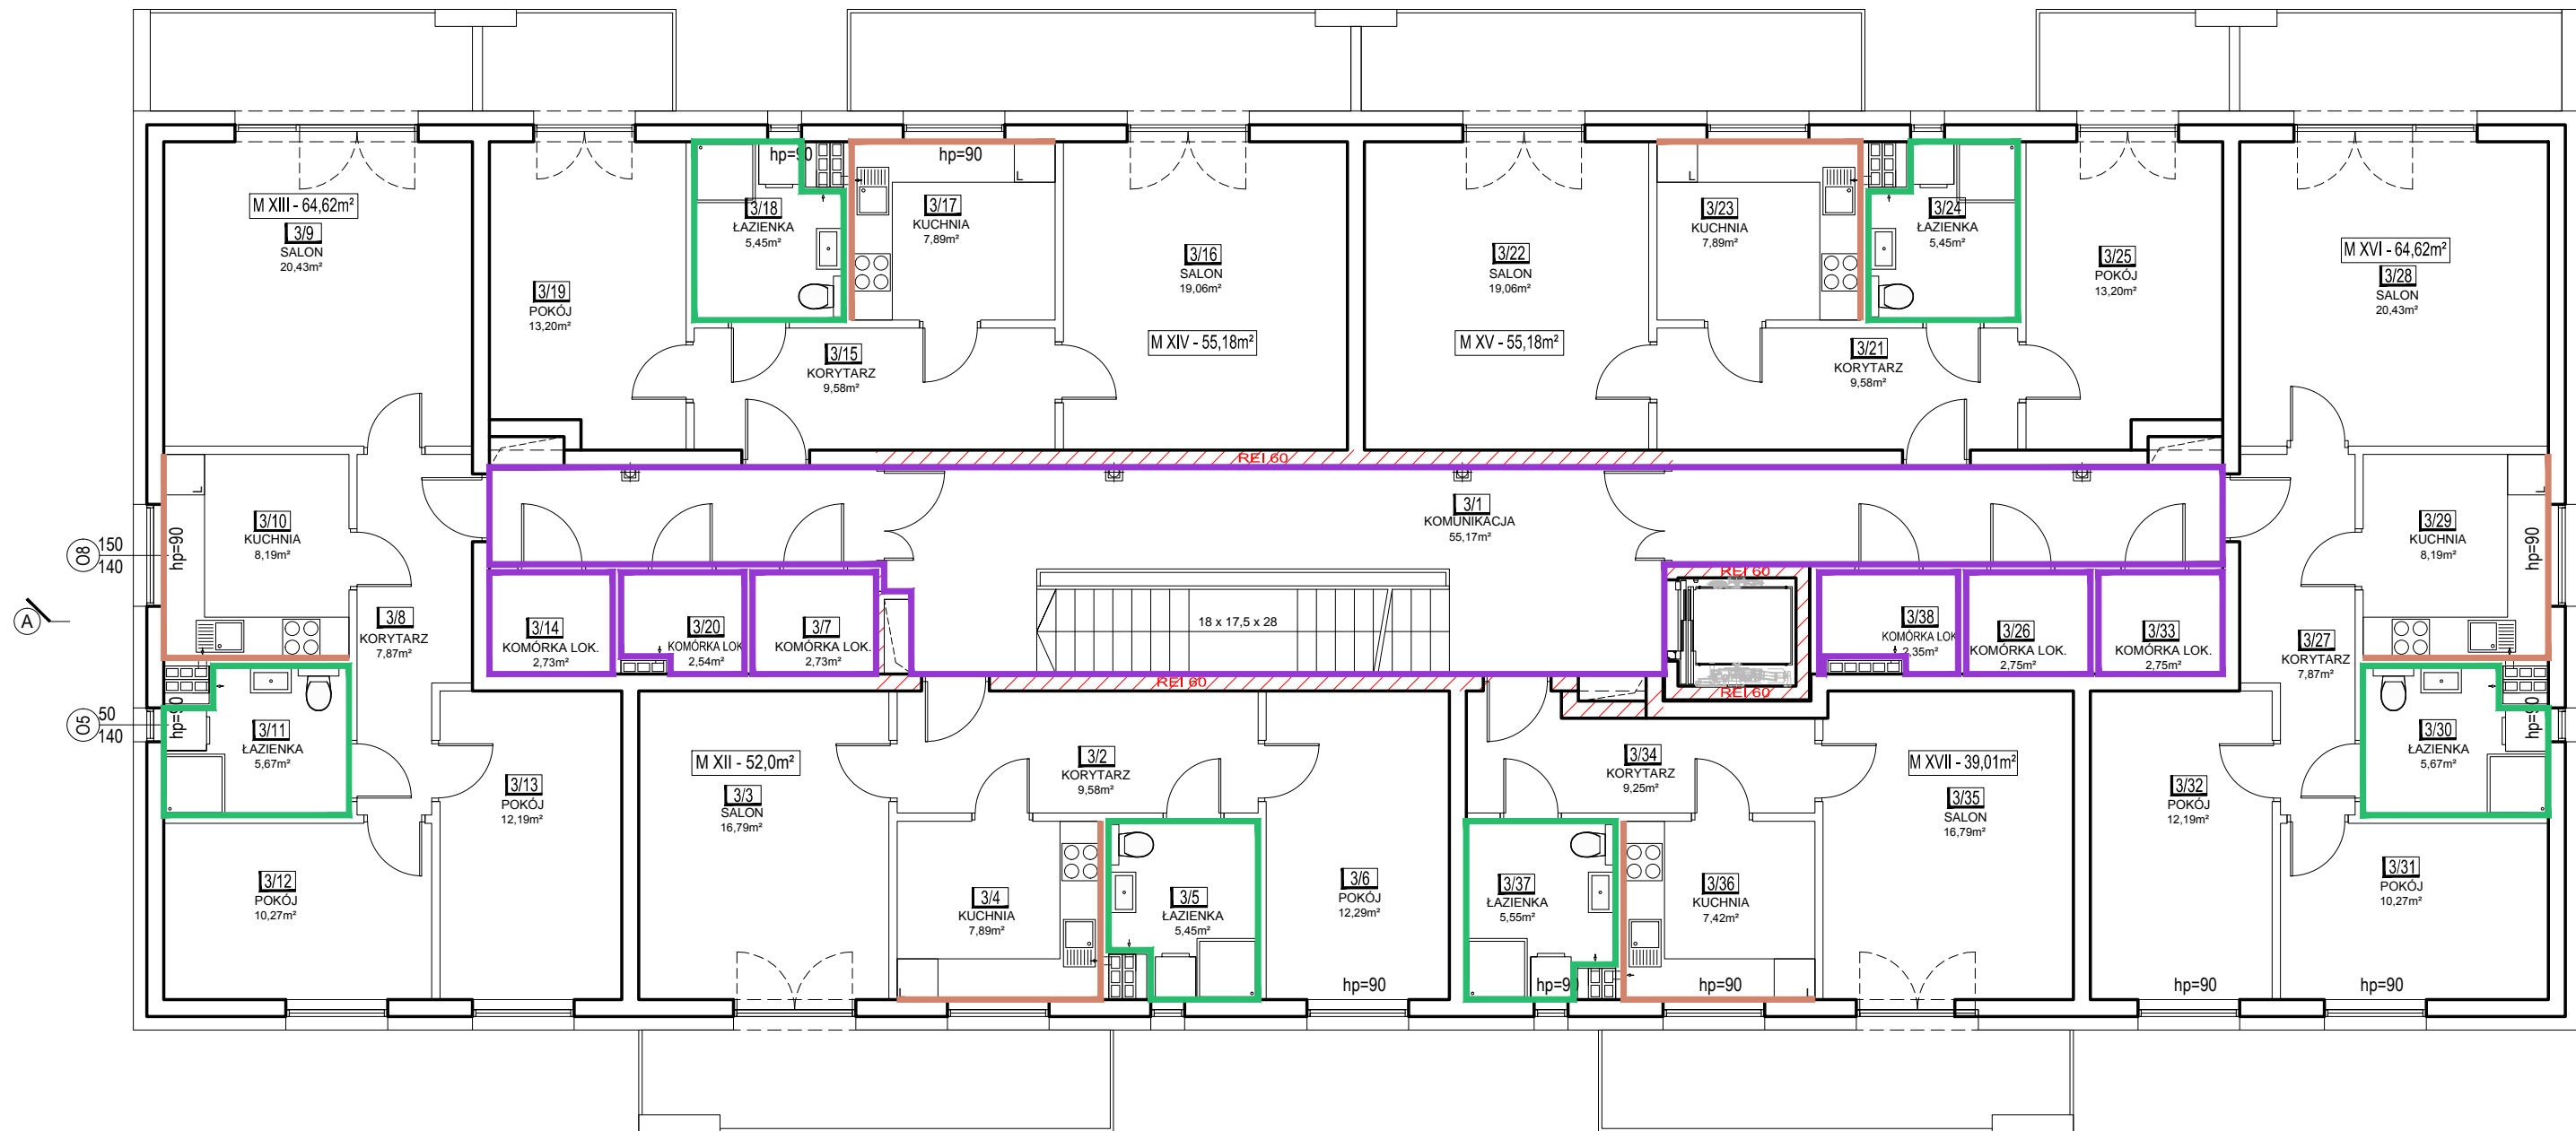 hp=90
hp=90
M XIII - 64,62m²
3/9
SALON
20,43m²
3/19
POKÓJ
13,20m²
3/18
ŁAZIENKA
5,45m²
3/17
KUCHNIA
7,89m²
L
3/16
SALON
19,06m²
M XIV - 55,18m²
3/15
KORYTARZ
9,58m²
3/22
SALON
19,06m²
M XV - 55,18m²
L
3/23
KUCHNIA
7,89m²
3/24
ŁAZIENKA
5,45m²
3/25
POKÓJ
13,20m²
3/21
KORYTARZ
9,58m²
M XVI - 64,62m²
3/28
SALON
20,43m²
REI 60
3/1
KOMUNIKACJA
55,17m²
L
3/10
KUCHNIA
8,19m²
hp=90
O8
150
140
A
3/8
KORYTARZ
7,87m²
3/14
KOMÓRKA LOK.
2,73m²
3/20
KOMÓRKA LOK
2,54m²
3/7
KOMÓRKA LOK.
2,73m²
18 x 17,5 x 28
REI 60
REI 60
REI 60
3/38
KOMÓRKA LOK
2,35m²
3/26
KOMÓRKA LOK.
2,75m²
3/33
KOMÓRKA LOK.
2,75m²
3/27
KORYTARZ
7,87m²
L
3/29
KUCHNIA
8,19m²
hp=90
O5
50
140
hp=90
3/11
ŁAZIENKA
5,67m²
3/13
POKÓJ
12,19m²
3/12
POKÓJ
10,27m²
M XII - 52,0m²
3/3
SALON
16,79m²
3/2
KORYTARZ
9,58m²
3/4
KUCHNIA
7,89m²
L
3/5
ŁAZIENKA
5,45m²
3/6
POKÓJ
12,29m²
hp=90
3/34
KORYTARZ
9,25m²
3/37
ŁAZIENKA
5,55m²
hp=90
3/36
KUCHNIA
7,42m²
hp=90
L
M XVII - 39,01m²
3/35
SALON
16,79m²
3/32
POKÓJ
12,19m²
hp=90
3/30
ŁAZIENKA
5,67m²
hp=90
3/31
POKÓJ
10,27m²
hp=90